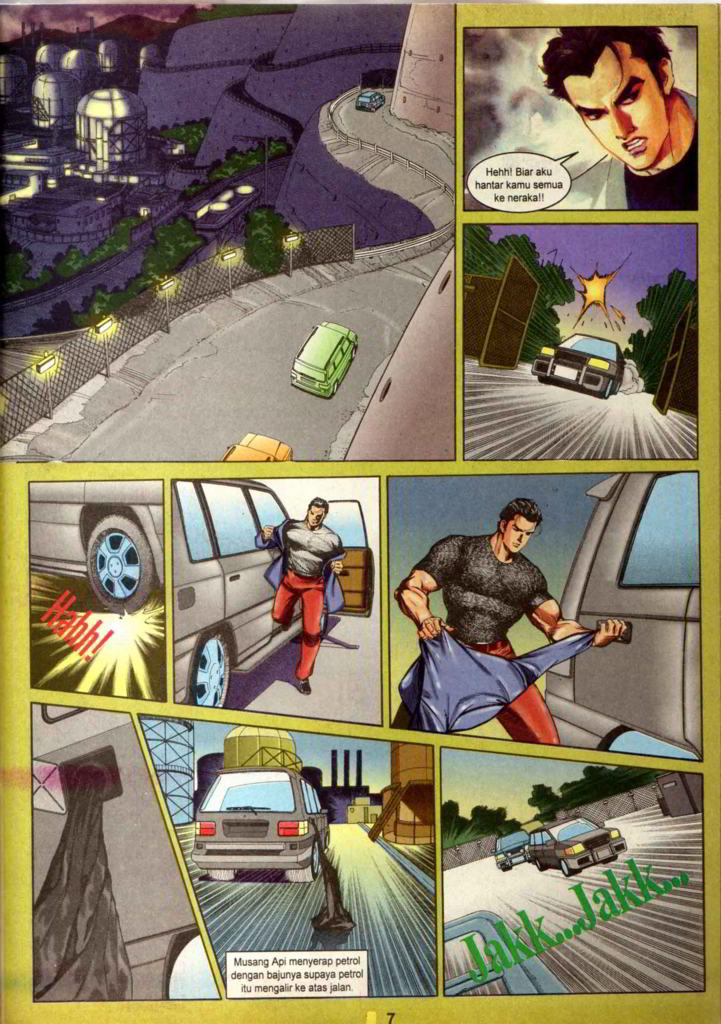 Hehh! Biar aku
hantar kamu semua
ke neraka!!
Habh!
Musang Api menyerap petrol
dengan bajunya supaya petrol
itu mengalir ke atas jalan.
Jakk...Jakk...
7